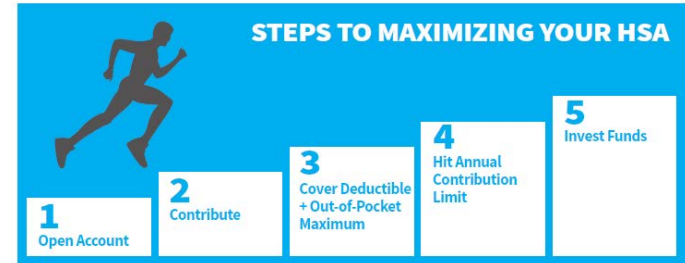 STEPS TO MAXIMIZING YOUR HSA
1
Open Account
2
Contribute
3
Cover Deductible
+ Out-of-Pocket
Maximum
4
Hit Annual
Contribution
Limit
5
Invest Funds